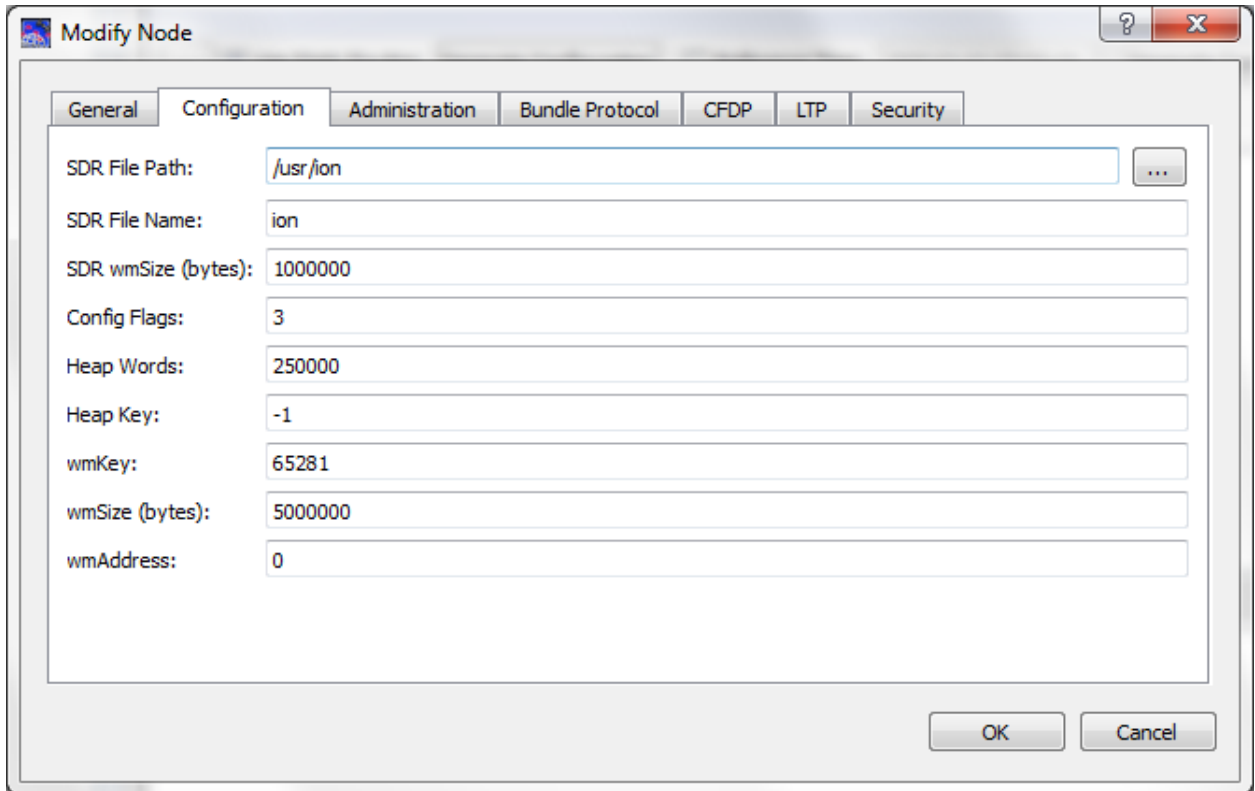 Modify Node
General Configuration Administration Bundle Protocol CFDP LTP Security
SDR File Path: /usr/ion ...
SDR File Name: ion
SDR wmSize (bytes): 1000000
Config Flags: 3
Heap Words: 250000
Heap Key: -1
wmKey: 65281
wmSize (bytes): 5000000
wmAddress: 0
OK Cancel